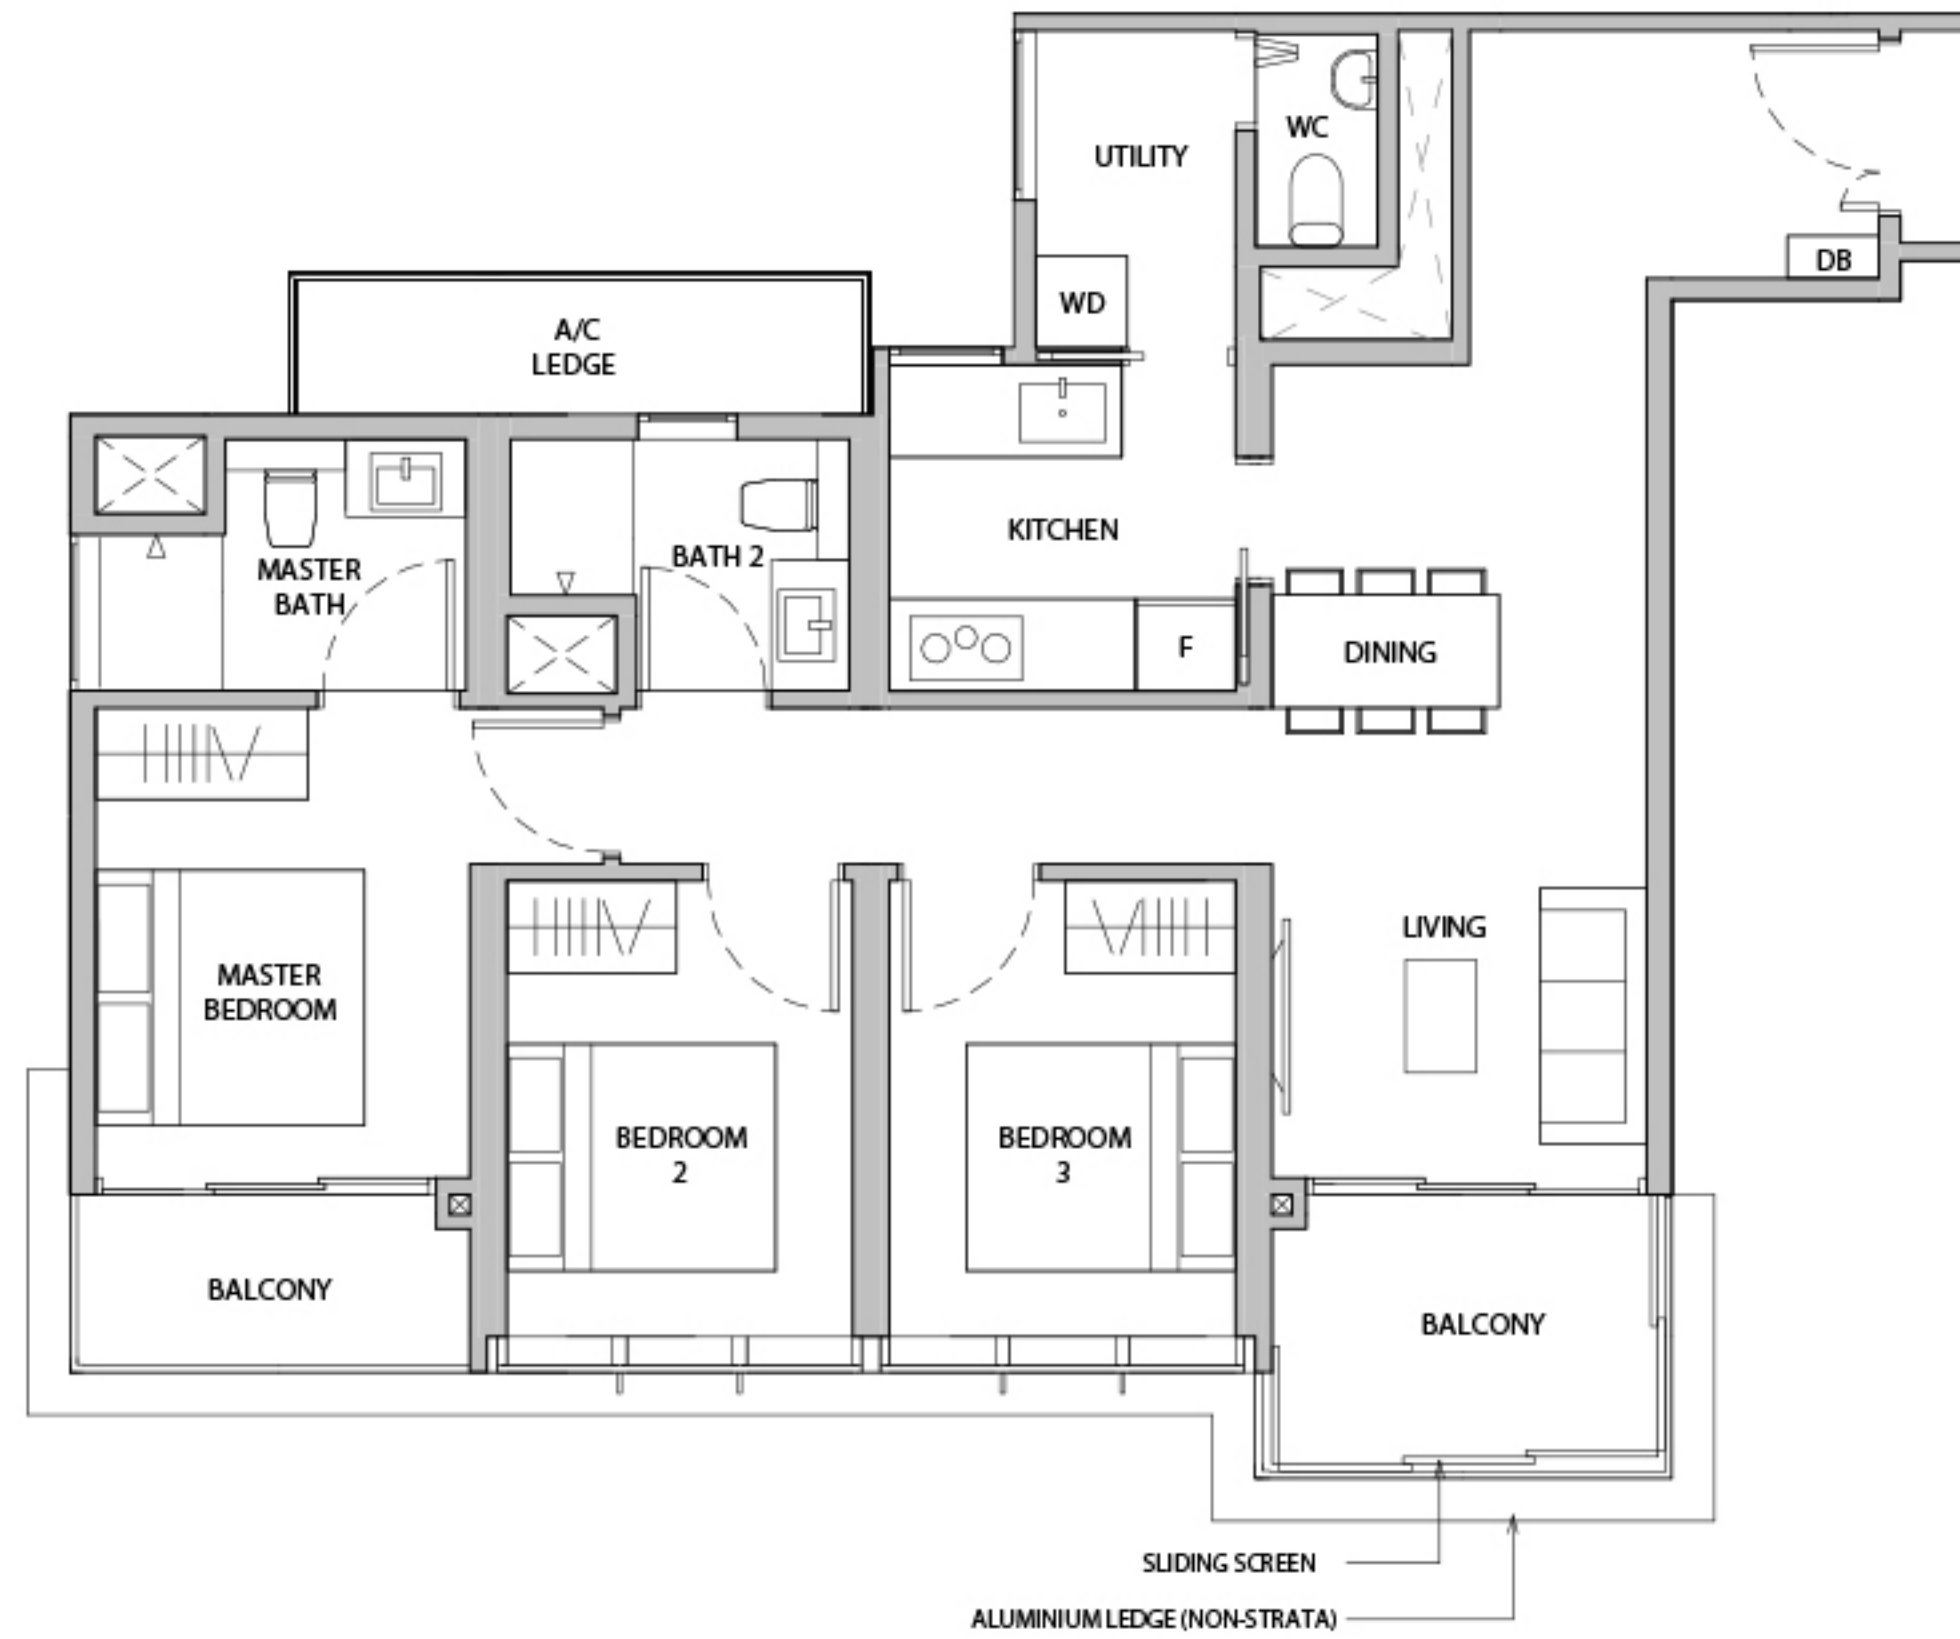 WC
UTILITY
DB
WD
A/C
LEDGE
KITCHEN
BATH 2
MASTER
BATH
F
DINING
LIVING
MASTER
BEDROOM
BEDROOM
2
BEDROOM
3
BALCONY
BALCONY
SLIDING SCREEN
ALUMINIUM LEDGE (NON-STRATA)